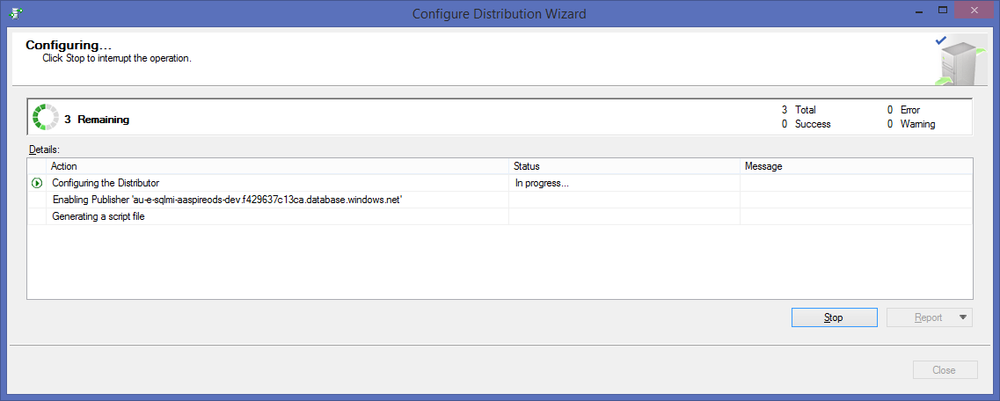 Configure Distribution Wizard
Configuring...
Click Stop to interrupt the operation.
3 Remaining
3 Total
0 Error
0 Success
0 Warning
Details:
Action Status Message
Configuring the Distributor In progress...
Enabling Publisher 'au-e-sqlmi-aaspireods-dev.f429637c13ca.database.windows.net'
Generating a script file
Stop
Report
Close